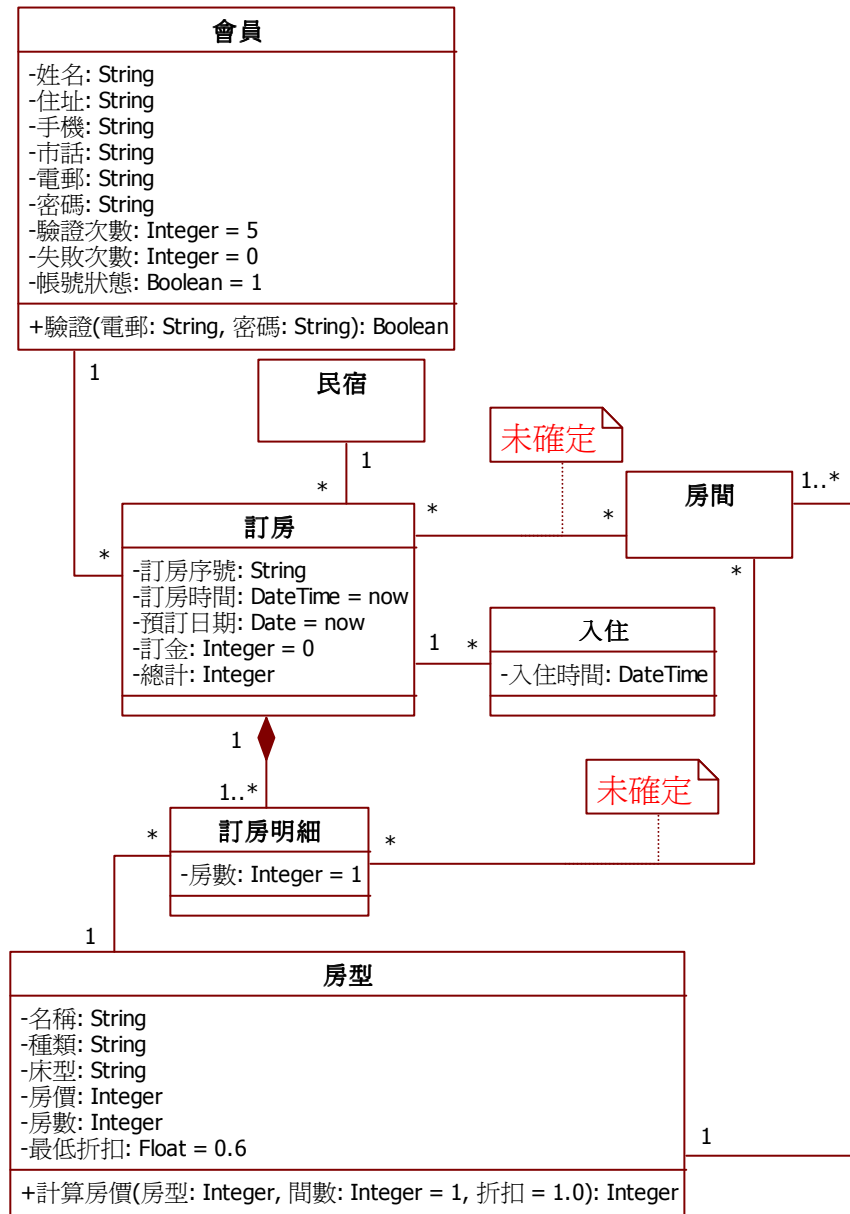 會員
-姓名: String
-住址: String
-手機: String
-市話: String
-電郵: String
-密碼: String
-驗證次數: Integer = 5
-失敗次數: Integer = 0
-帳號狀態: Boolean = 1
+驗證(電郵: String, 密碼: String): Boolean
1
民宿
1
*
未確定
房間
1..*
*
*
*
訂房
*
-訂房序號: String
-訂房時間: DateTime = now
-預訂日期: Date = now
-訂金: Integer = 0
-總計: Integer
1
*
入住
-入住時間: DateTime
1
1..*
未確定
*
訂房明細
*
-房數: Integer = 1
1
房型
-名稱: String
-種類: String
-床型: String
-房價: Integer
-房數: Integer
-最低折扣: Float = 0.6
1
+計算房價(房型: Integer, 間數: Integer = 1, 折扣 = 1.0): Integer